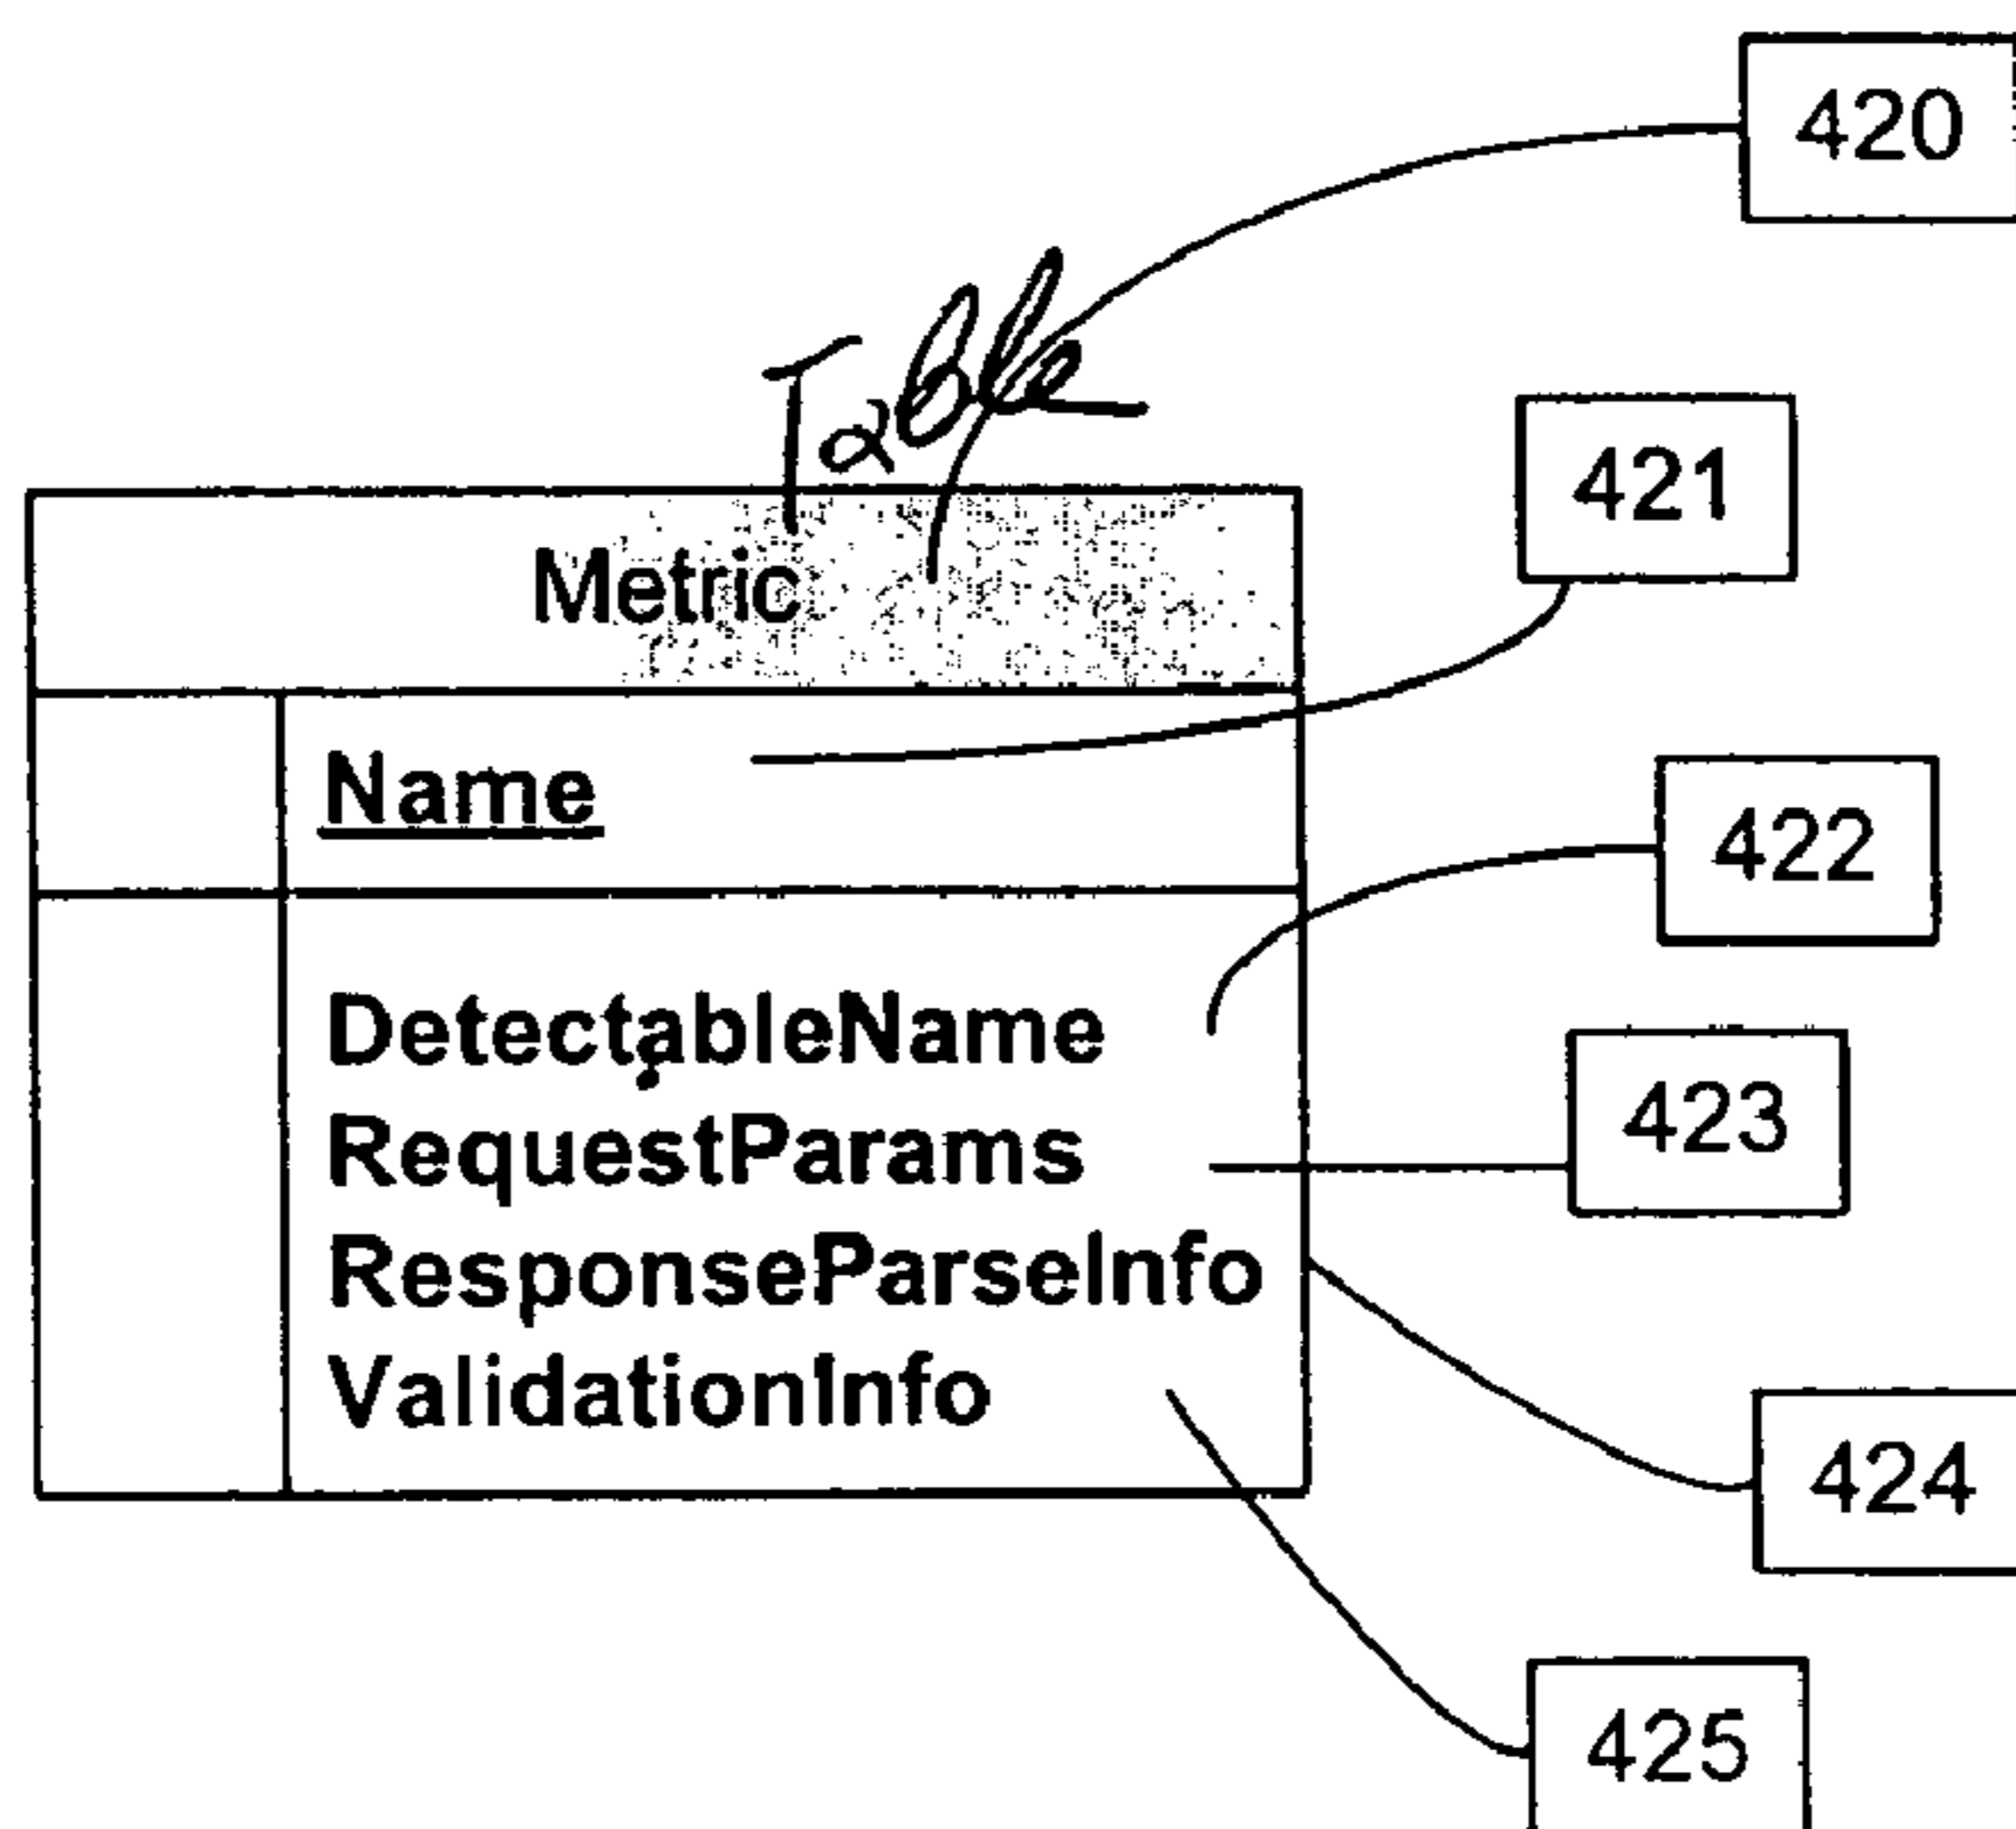 420
Table
421
Metric
Name
422
DetectableName
423
RequestParams
ResponseParseInfo
ValidationInfo
424
425